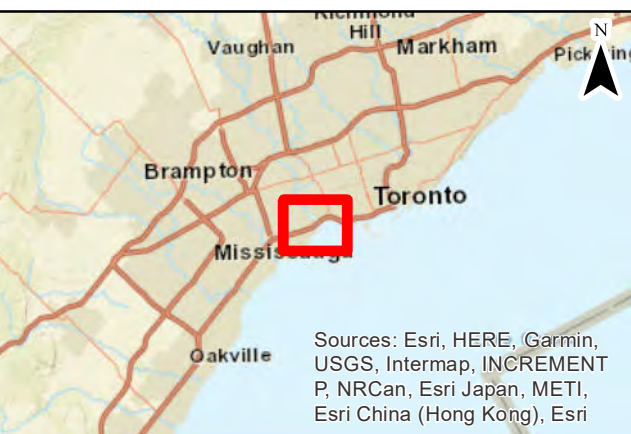 Richmond
Hill
Vaughan
Markham
N
Pickering
Brampton
Toronto
Mississauga
Oakville
Sources: Esri, HERE, Garmin,
USGS, Intermap, INCREMENT
P, NRCan, Esri Japan, METI,
Esri China (Hong Kong), Esri